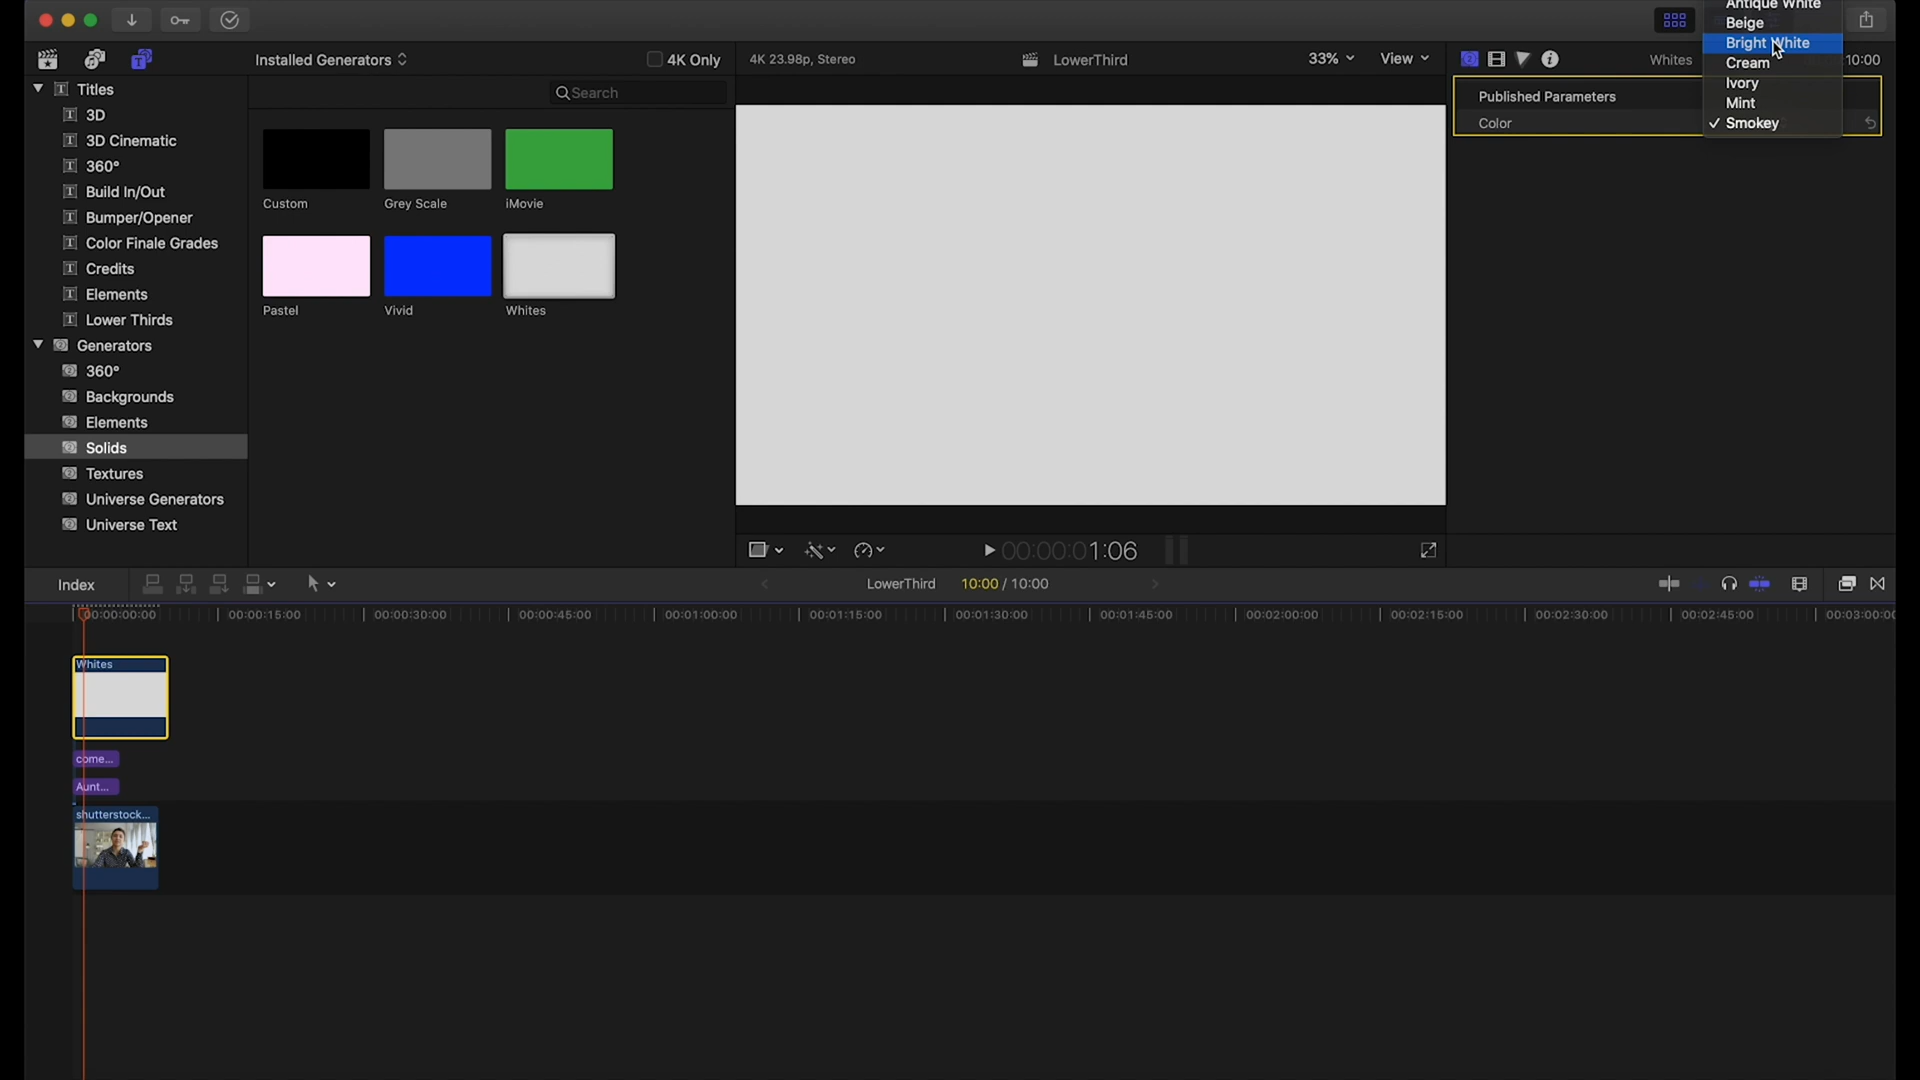 Antique White
Beige
Bright White
Cream
Ivory
Mint
✓ Smokey
Installed Generators
4K Only
4K 23.98p, Stereo
LowerThird
33%
View
Whites
10:00
Search
Published Parameters
Color
Titles
3D
3D Cinematic
360°
Build In/Out
Bumper/Opener
Color Finale Grades
Credits
Elements
Lower Thirds
Generators
360°
Backgrounds
Elements
Solids
Textures
Universe Generators
Universe Text
Custom
Grey Scale
iMovie
Pastel
Vivid
Whites
00:00:01:06
Index
LowerThird
10:00 / 10:00
00:00:00:00
00:00:15:00
00:00:30:00
00:00:45:00
00:01:00:00
00:01:15:00
00:01:30:00
00:01:45:00
00:02:00:00
00:02:15:00
00:02:30:00
00:02:45:00
00:03:00:00
Whites
come...
Aunt...
shutterstock...